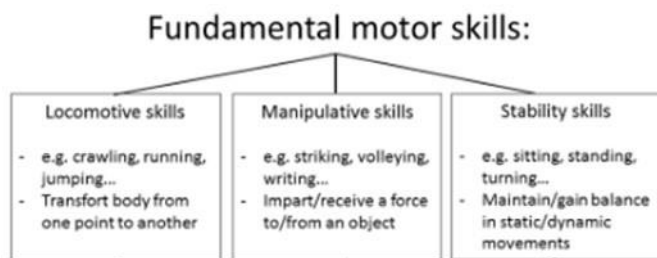 Fundamental motor skills:
Locomotive skills
- e.g. crawling, running,
jumping...
- Transfort body from
one point to another
Manipulative skills
- e.g. striking, volleying,
writing...
- Impart/receive a force
to/from an object
Stability skills
- e.g. sitting, standing,
turning...
- Maintain/gain balance
in static/dynamic
movements